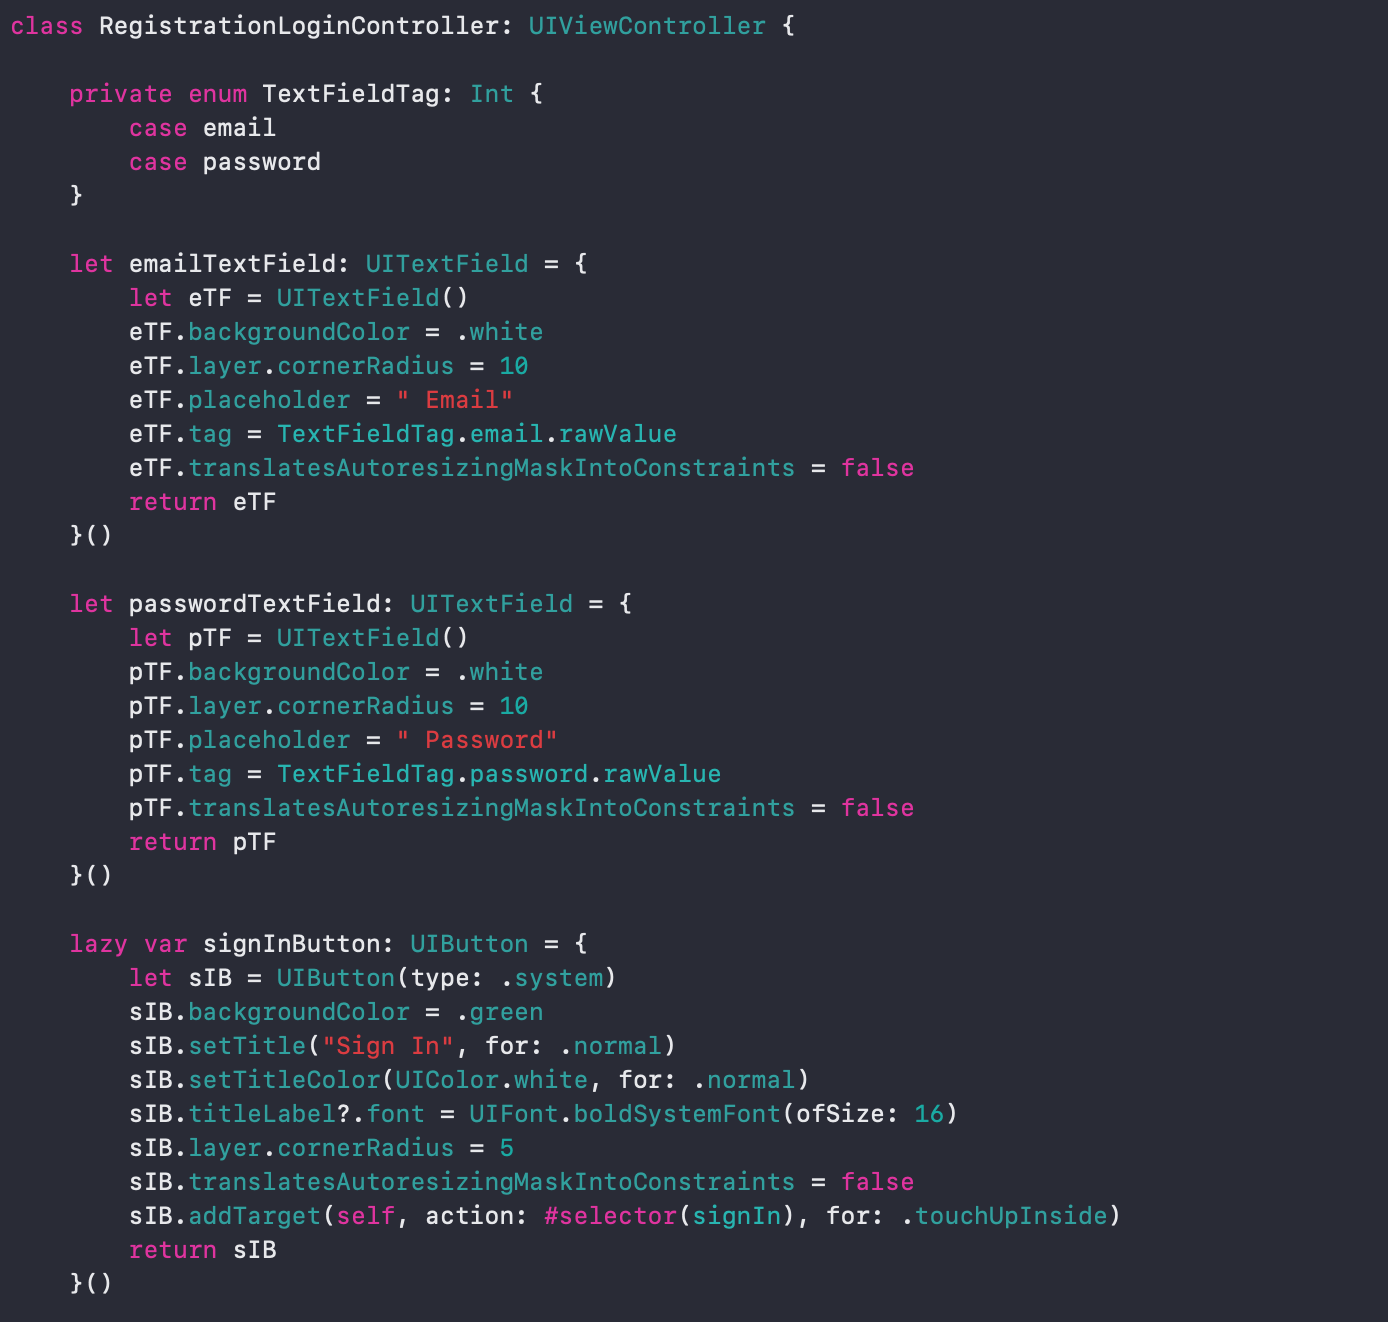 class RegistrationLoginController: UIViewController {
    private enum TextFieldTag: Int {
        case email
        case password
    }
    let emailTextField: UITextField = {
        let eTF = UITextField()
        eTF.backgroundColor = .white
        eTF.layer.cornerRadius = 10
        eTF.placeholder = " Email"
        eTF.tag = TextFieldTag.email.rawValue
        eTF.translatesAutoresizingMaskIntoConstraints = false
        return eTF
    }()
    let passwordTextField: UITextField = {
        let pTF = UITextField()
        pTF.backgroundColor = .white
        pTF.layer.cornerRadius = 10
        pTF.placeholder = " Password"
        pTF.tag = TextFieldTag.password.rawValue
        pTF.translatesAutoresizingMaskIntoConstraints = false
        return pTF
    }()
    lazy var signInButton: UIButton = {
        let sIB = UIButton(type: .system)
        sIB.backgroundColor = .green
        sIB.setTitle("Sign In", for: .normal)
        sIB.setTitleColor(UIColor.white, for: .normal)
        sIB.titleLabel?.font = UIFont.boldSystemFont(ofSize: 16)
        sIB.layer.cornerRadius = 5
        sIB.translatesAutoresizingMaskIntoConstraints = false
        sIB.addTarget(self, action: #selector(signIn), for: .touchUpInside)
        return sIB
    }()